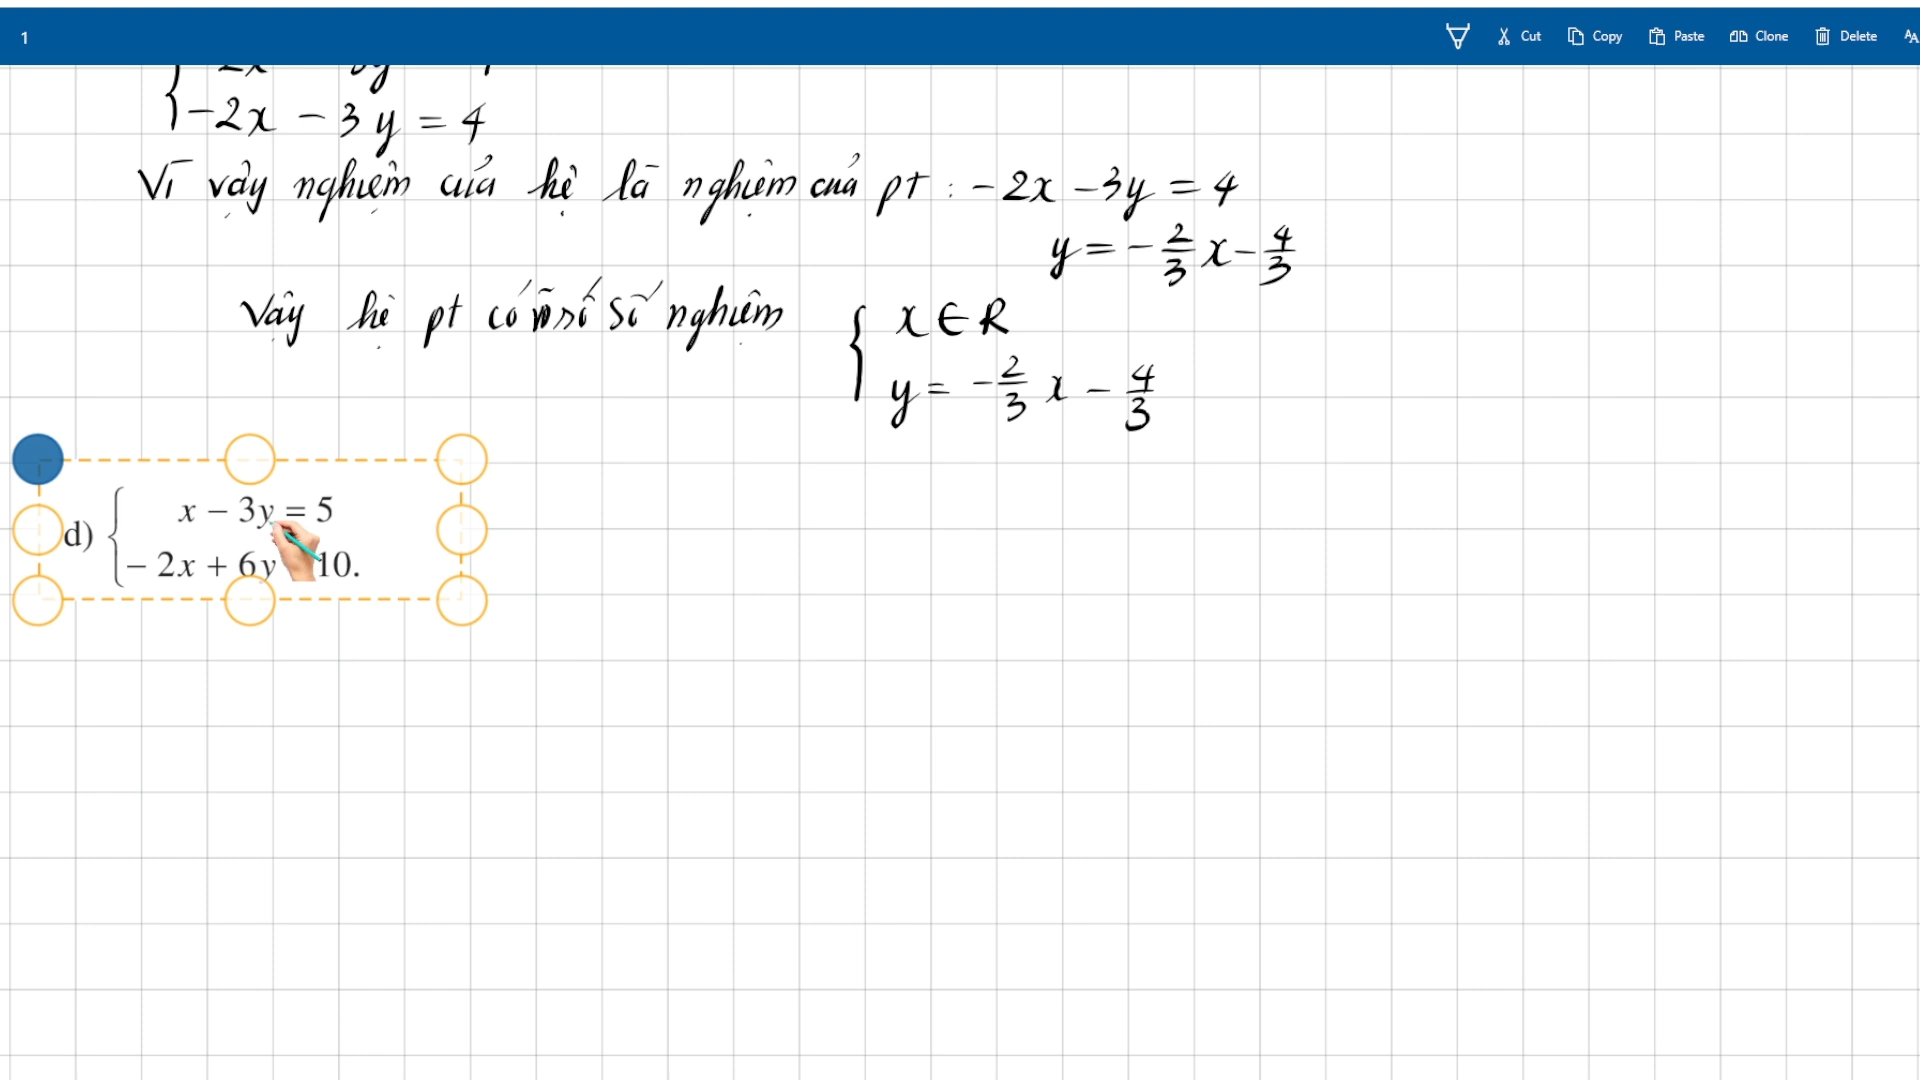 1 Cut Copy Paste Clone Delete
-2x - 3y = 4
Vì vậy nghiệm của hệ là nghiệm của pt : -2x - 3y = 4
y = -2/3 x - 4/3
Vậy hệ pt có số nghiệm { x ∈ R
y = -2/3 x - 4/3
d) { x − 3y = 5
− 2x + 6y 10.